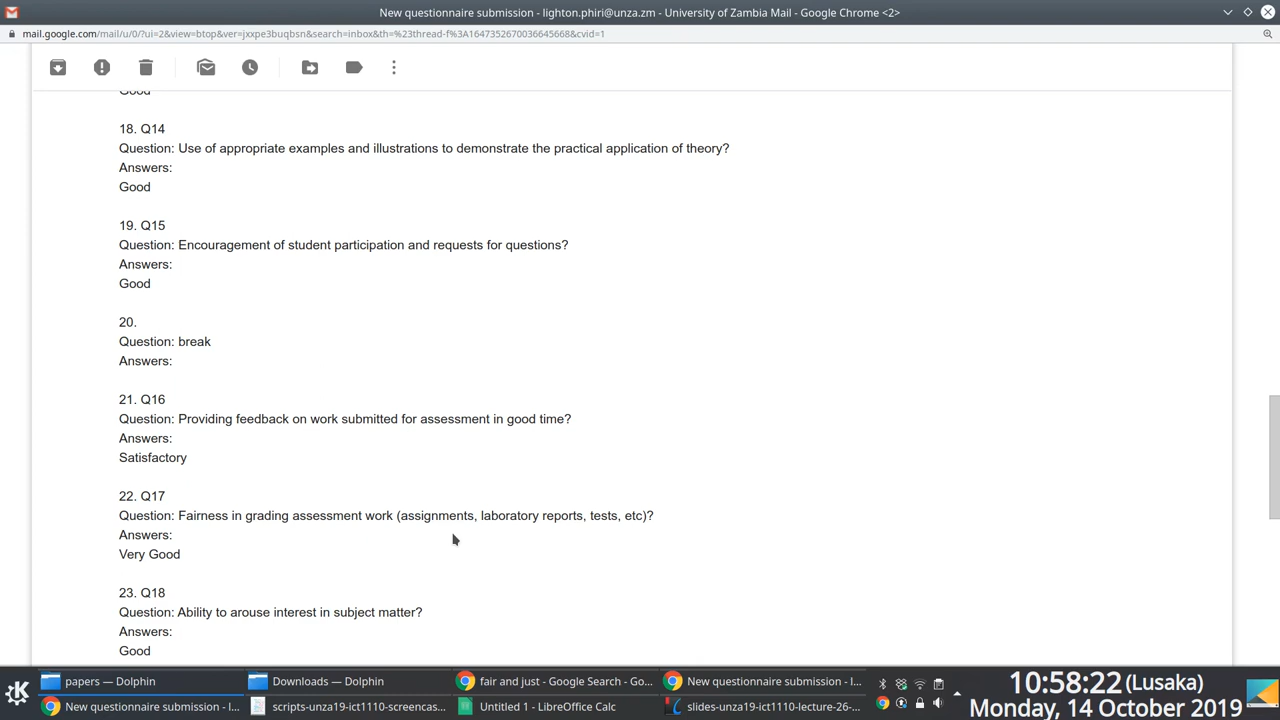 New questionnaire submission - lighton.phiri@unza.zm - University of Zambia Mail - Google Chrome <2>
mail.google.com/mail/u/0/?ui=2&view=btop&ver=jxxpe3buqbsn&search=inbox&th=%23thread-f%3A1647352670036645668&cvid=1
Good
18. Q14
Question: Use of appropriate examples and illustrations to demonstrate the practical application of theory?
Answers:
Good
19. Q15
Question: Encouragement of student participation and requests for questions?
Answers:
Good
20.
Question: break
Answers:
21. Q16
Question: Providing feedback on work submitted for assessment in good time?
Answers:
Satisfactory
22. Q17
Question: Fairness in grading assessment work (assignments, laboratory reports, tests, etc)?
Answers:
Very Good
23. Q18
Question: Ability to arouse interest in subject matter?
Answers:
Good
papers — Dolphin
Downloads — Dolphin
fair and just - Google Search - Go...
New questionnaire submission - l...
New questionnaire submission - l...
scripts-unza19-ict1110-screencas...
Untitled 1 - LibreOffice Calc
slides-unza19-ict1110-lecture-26-...
10:58:22 (Lusaka)
Monday, 14 October 2019